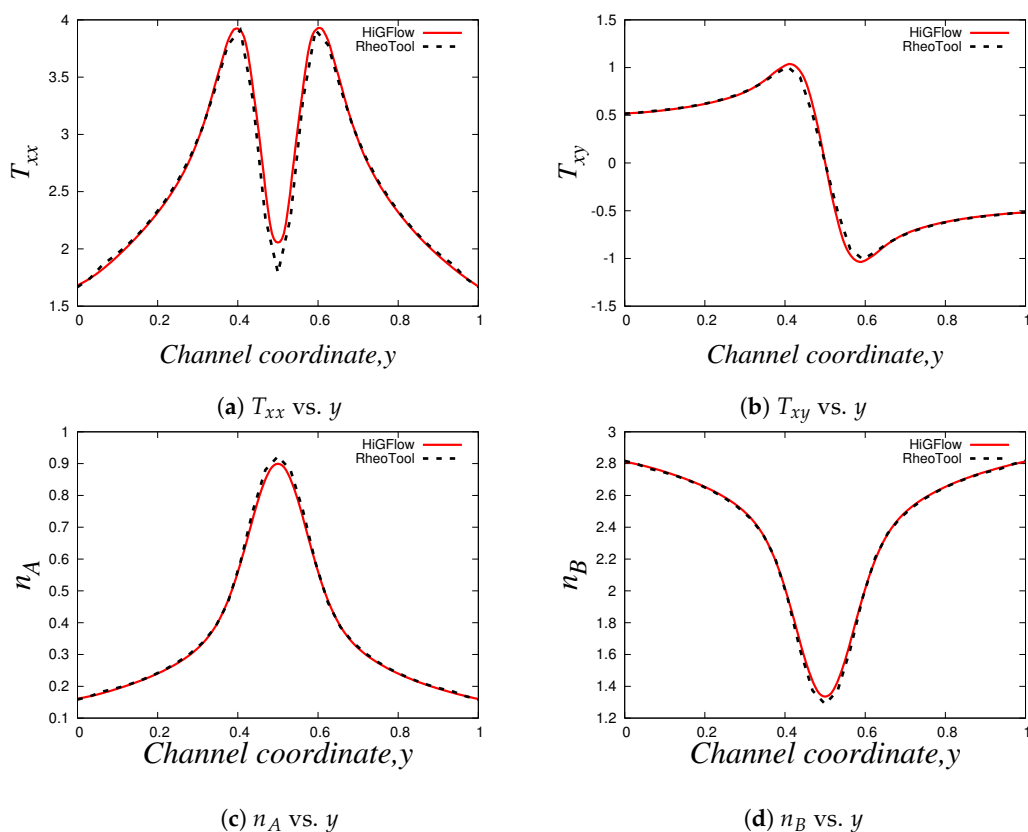 HiGFlow
RheoTool
4
3.5
3
2.5
2
1.5
T_xx
0 0.2 0.4 0.6 0.8 1
Channel coordinate,y
(a) T_xx vs. y
HiGFlow
RheoTool
1.5
1
0.5
0
-0.5
-1
-1.5
T_xy
0 0.2 0.4 0.6 0.8 1
Channel coordinate,y
(b) T_xy vs. y
HiGFlow
RheoTool
1
0.9
0.8
0.7
0.6
0.5
0.4
0.3
0.2
0.1
n_A
0 0.2 0.4 0.6 0.8 1
Channel coordinate,y
(c) n_A vs. y
HiGFlow
RheoTool
3
2.8
2.6
2.4
2.2
2
1.8
1.6
1.4
1.2
n_B
0 0.2 0.4 0.6 0.8 1
Channel coordinate,y
(d) n_B vs. y